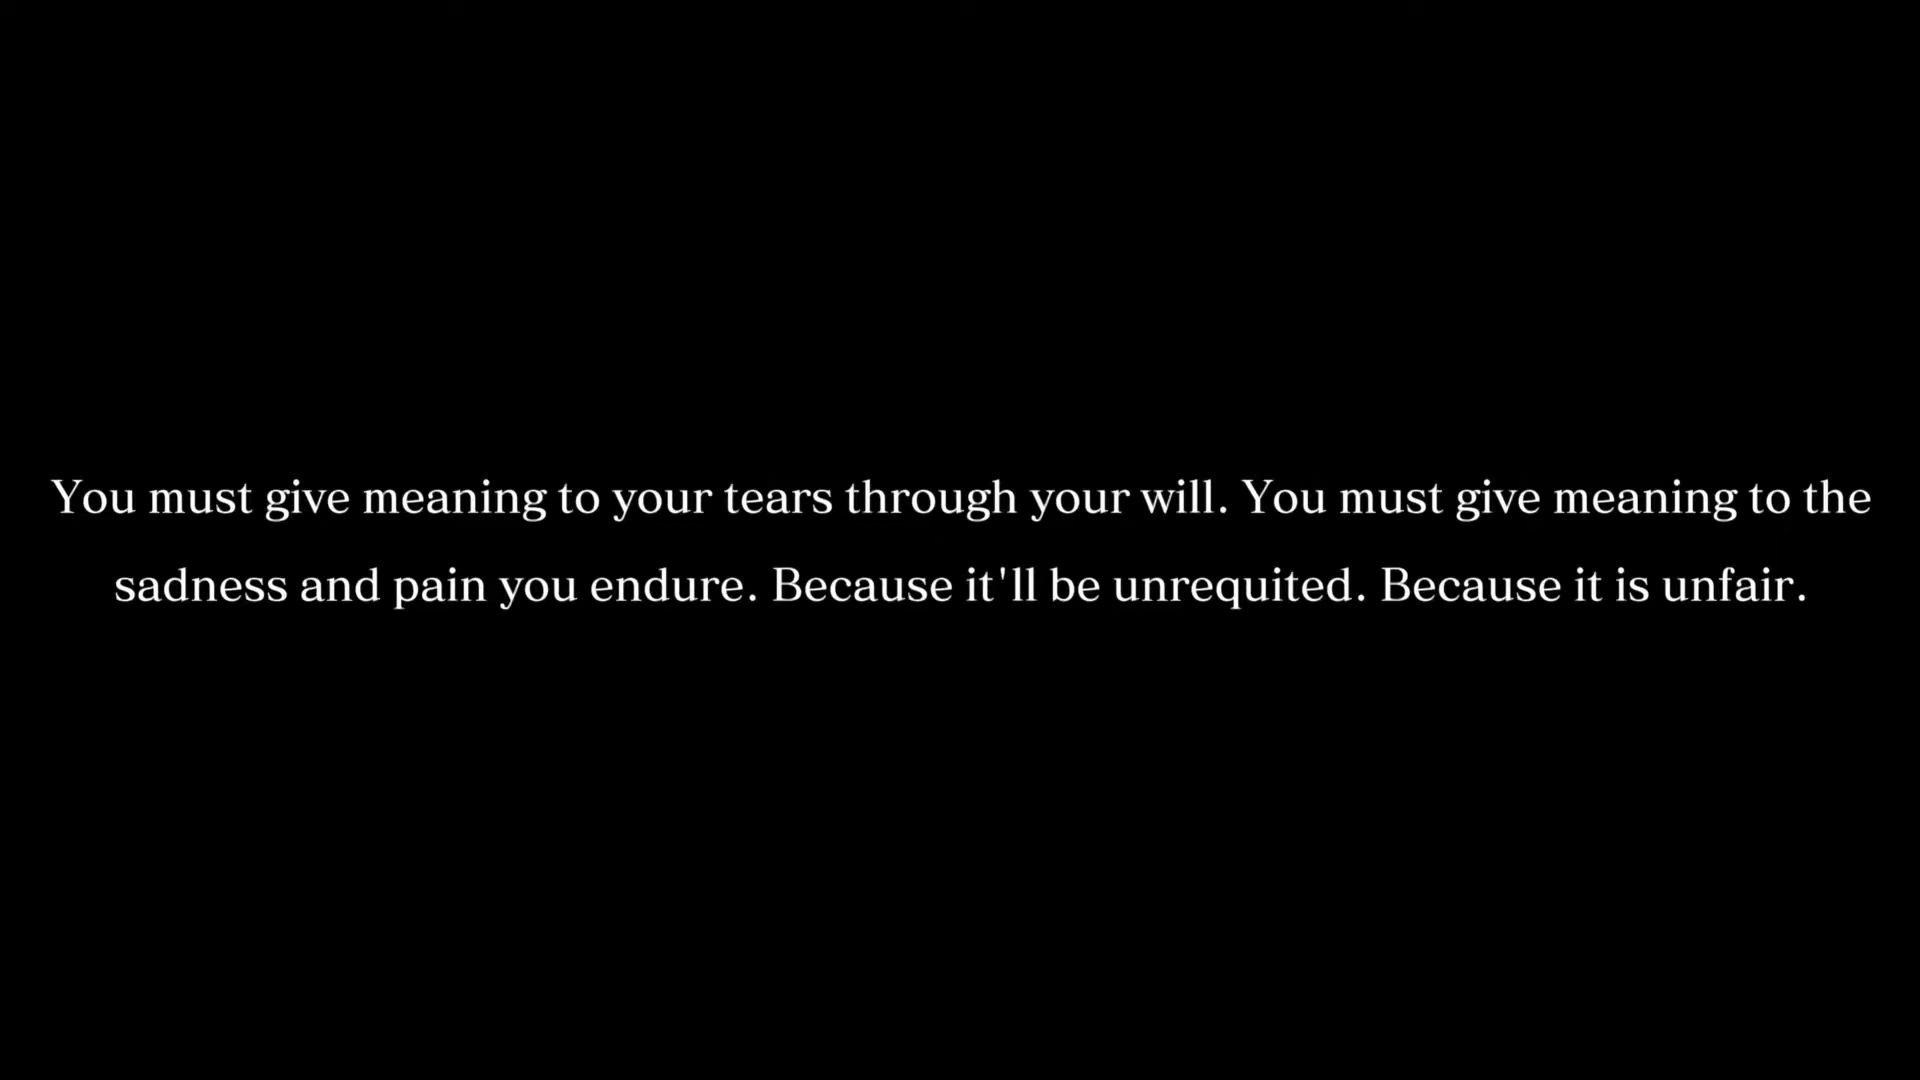 You must give meaning to your tears through your will. You must give meaning to the
sadness and pain you endure. Because it'll be unrequited. Because it is unfair.